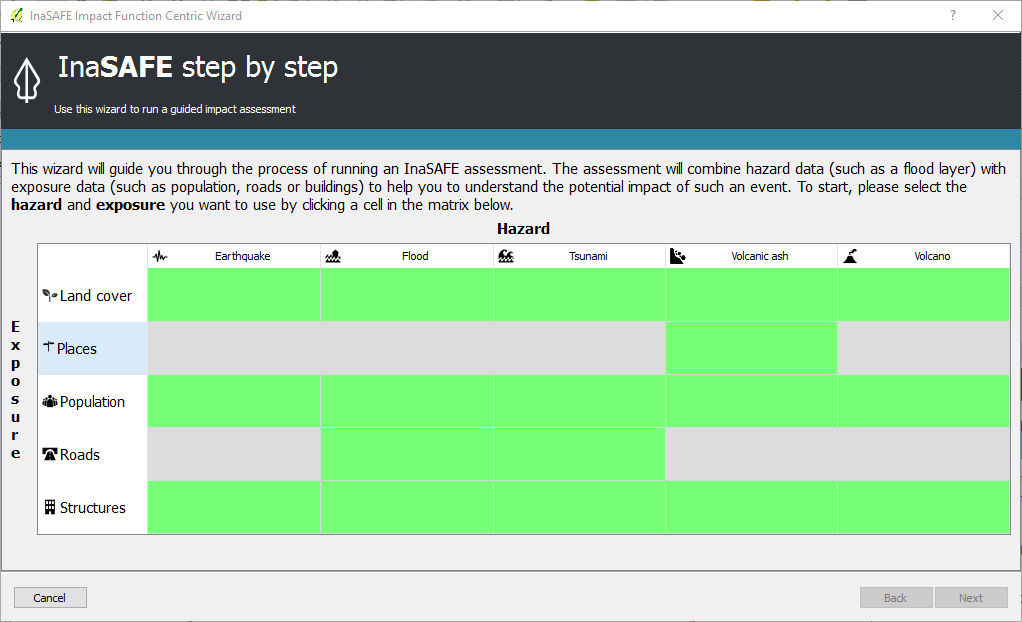 InaSAFE Impact Function Centric Wizard
?
InaSAFE step by step
Use this wizard to run a guided impact assessment
This wizard will guide you through the process of running an InaSAFE assessment. The assessment will combine hazard data (such as a flood layer) with
exposure data (such as population, roads or buildings) to help you to understand the potential impact of such an event. To start, please select the
hazard and exposure you want to use by clicking a cell in the matrix below.
Hazard
Earthquake
Flood
Tsunami
Volcanic ash
Volcano
Exposure
Land cover
Places
Population
Roads
Structures
Cancel
Back
Next